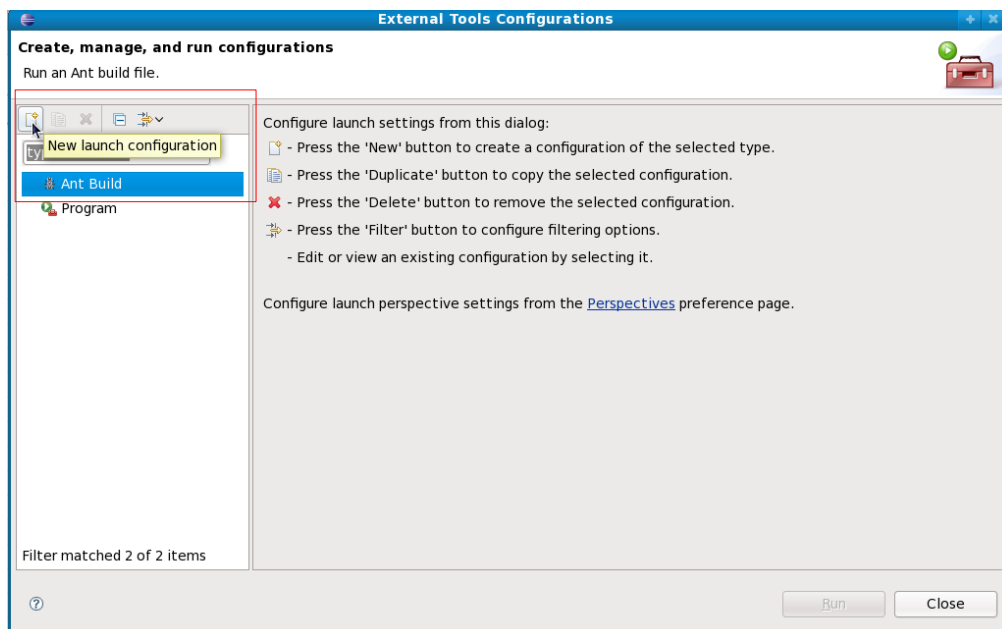 External Tools Configurations
Create, manage, and run configurations
Run an Ant build file.
New launch configuration
ty
Ant Build
Program
Filter matched 2 of 2 items
Configure launch settings from this dialog:
- Press the 'New' button to create a configuration of the selected type.
- Press the 'Duplicate' button to copy the selected configuration.
- Press the 'Delete' button to remove the selected configuration.
- Press the 'Filter' button to configure filtering options.
- Edit or view an existing configuration by selecting it.
Configure launch perspective settings from the Perspectives preference page.
Run
Close